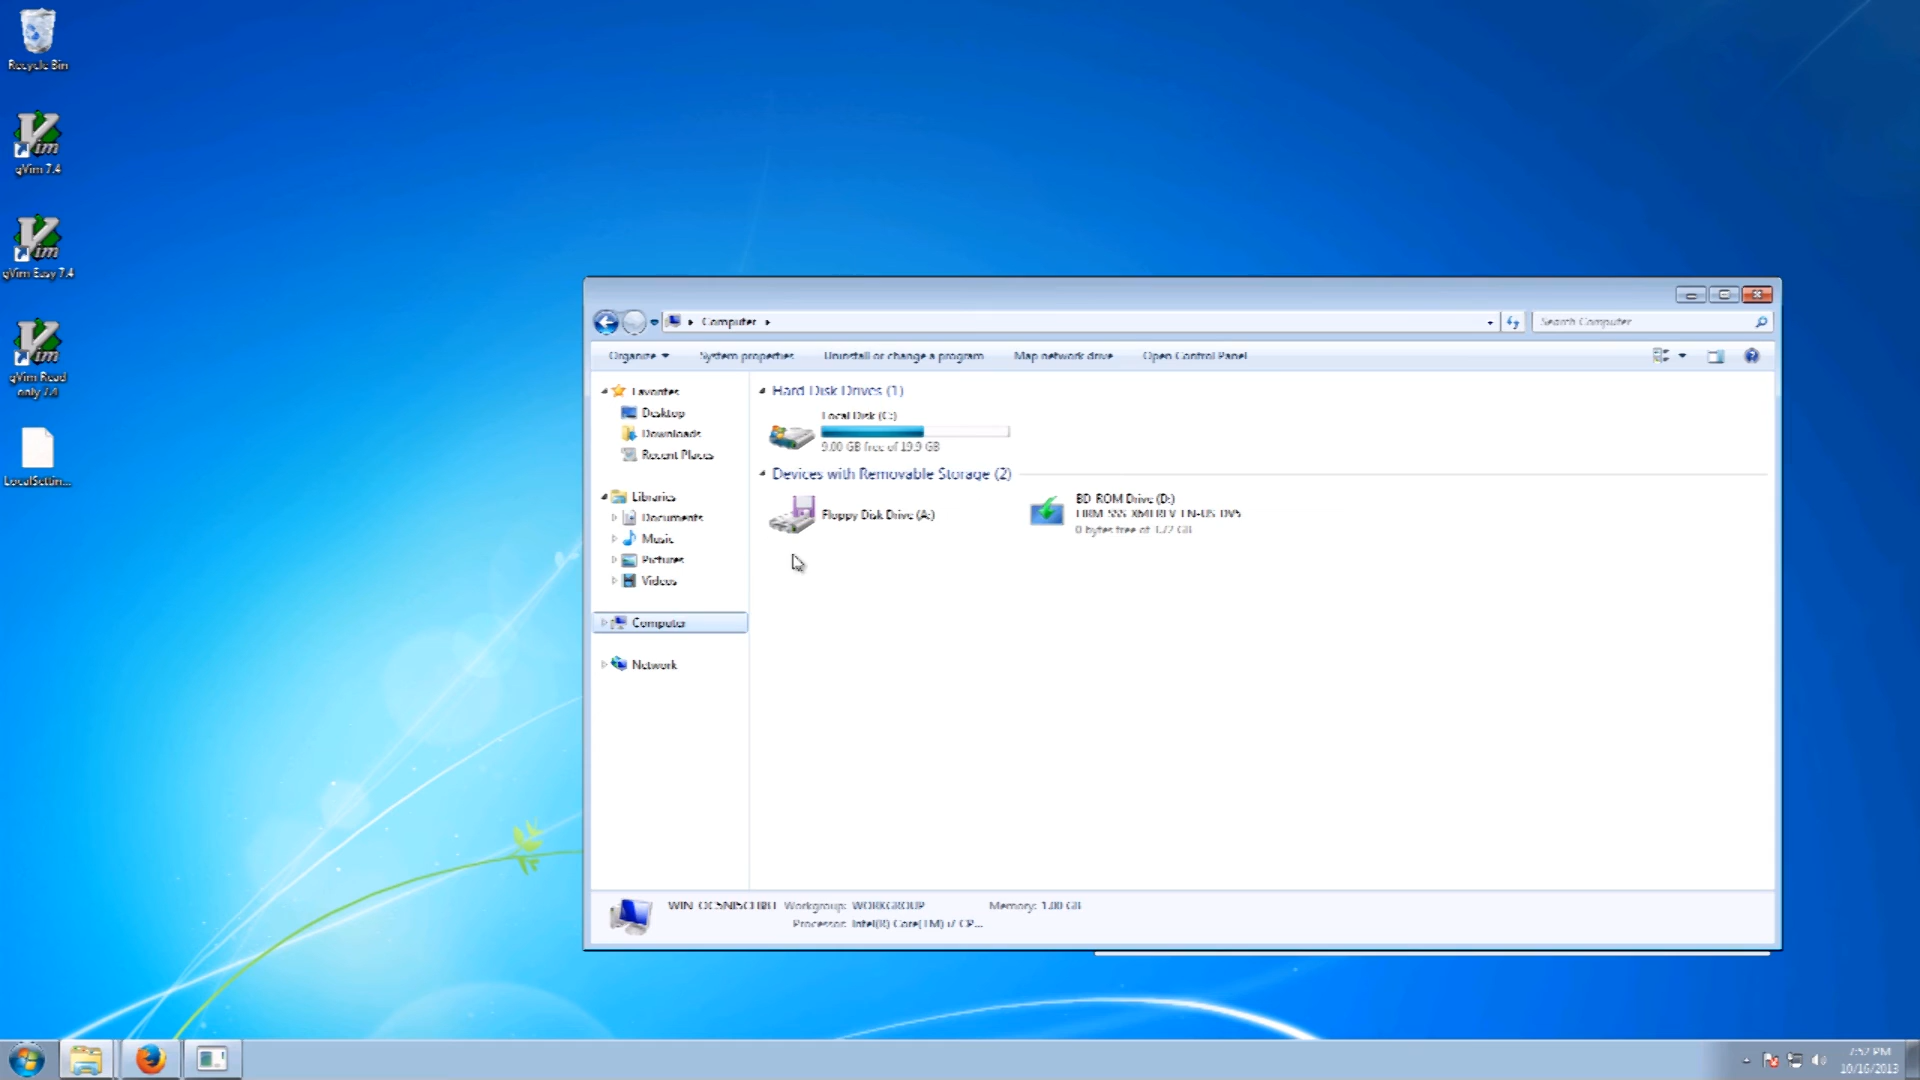 Recycle Bin
gVim 7.4
gVim Easy 7.4
gVim Read
only 7.4
LocalSettin...
Computer
Search Computer
Organize
System properties
Uninstall or change a program
Map network drive
Open Control Panel
Favorites
Desktop
Downloads
Recent Places
Libraries
Documents
Music
Pictures
Videos
Computer
Network
Hard Disk Drives (1)
Local Disk (C:)
9.00 GB free of 19.9 GB
Devices with Removable Storage (2)
Floppy Disk Drive (A:)
BD-ROM Drive (D:)
0 bytes free of
Workgroup: WORKGROUP
Memory: 1.00 GB
Processor: Intel(R) Core(TM) i7 CP...
7:52 PM
10/16/2013